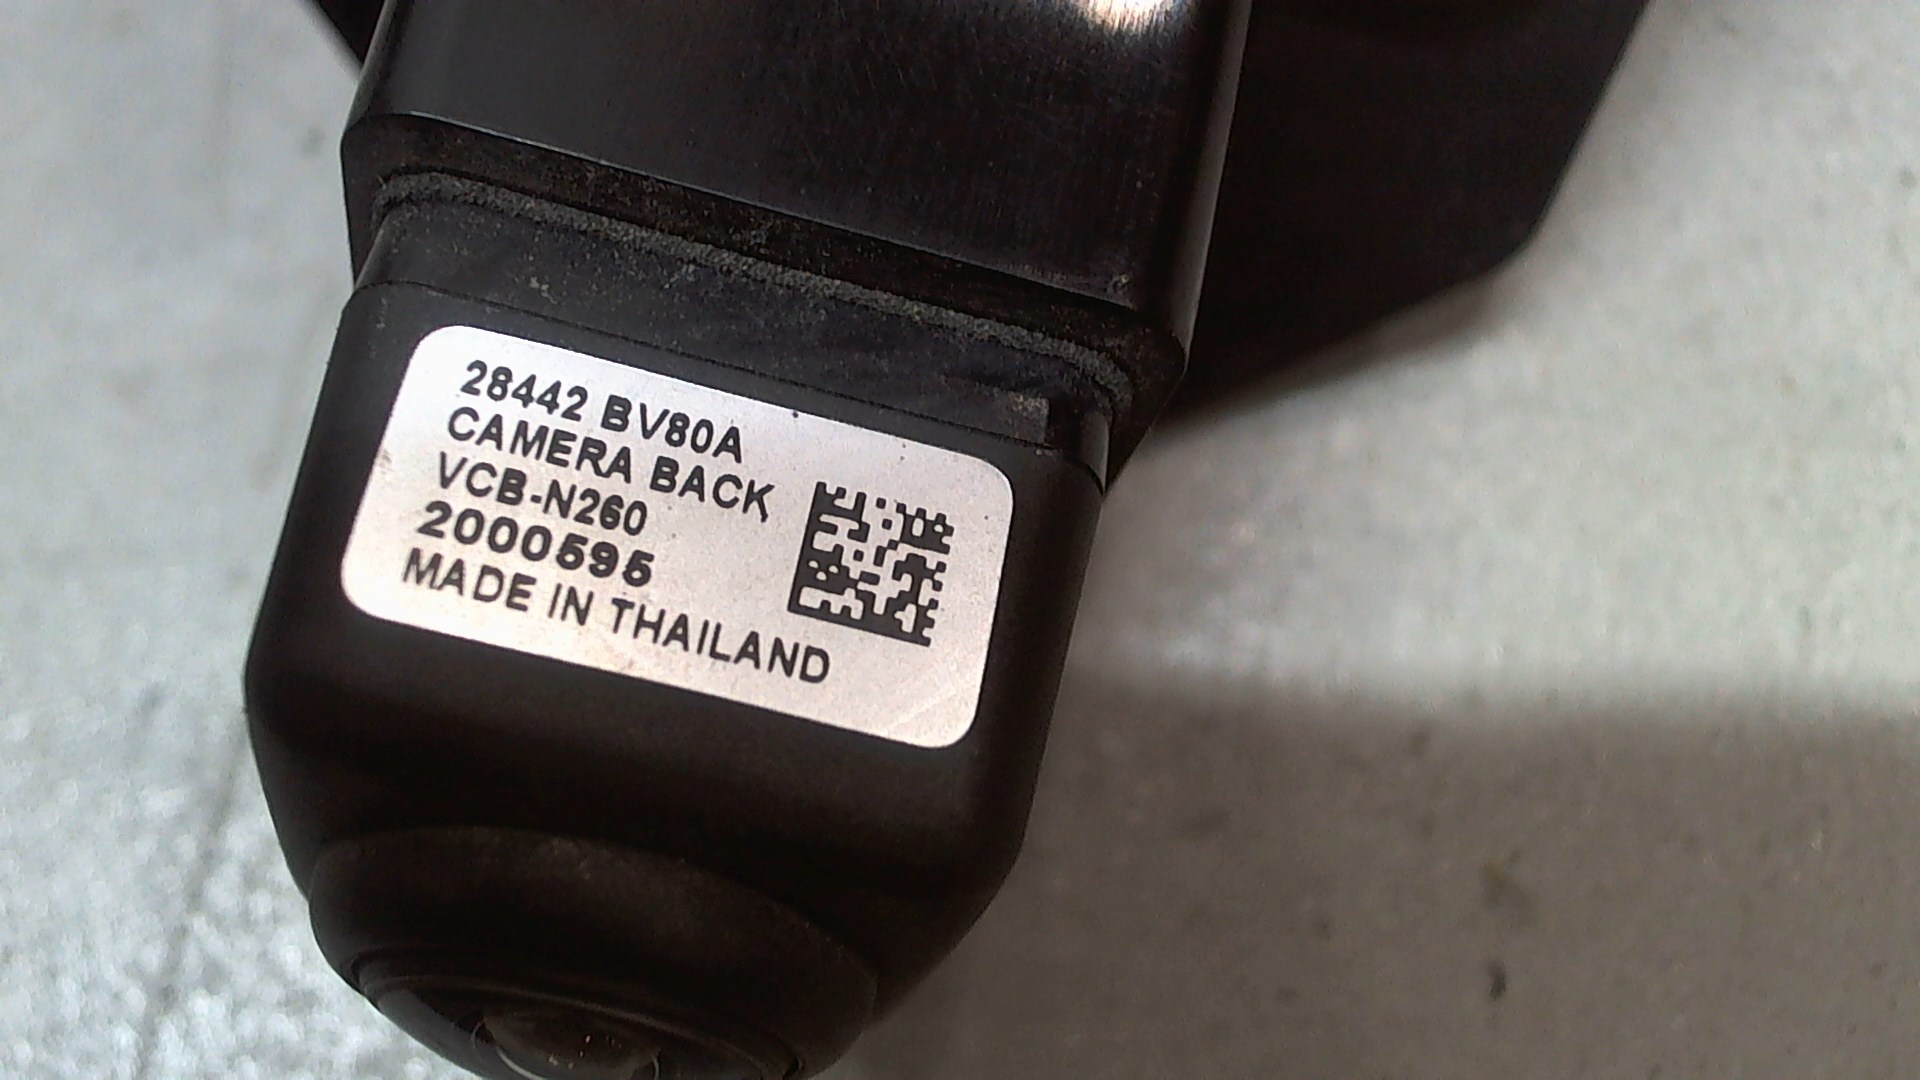 28442 BV80A
CAMERA BACK
VCB-N260
2000595
MADE IN THAILAND